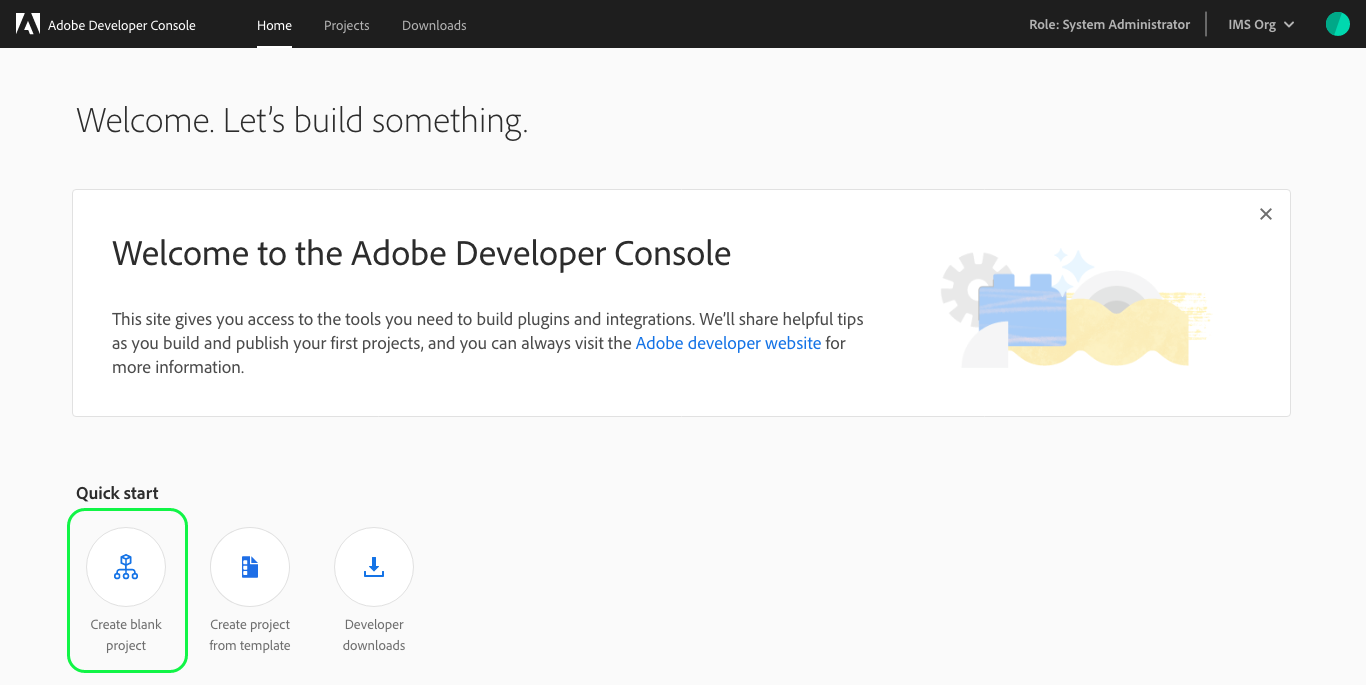 Adobe Developer Console
Home
Projects
Downloads
Role: System Administrator
IMS Org
Welcome. Let’s build something.
Welcome to the Adobe Developer Console
This site gives you access to the tools you need to build plugins and integrations. We’ll share helpful tips
as you build and publish your first projects, and you can always visit the Adobe developer website for
more information.
Quick start
Create blank
project
Create project
from template
Developer
downloads